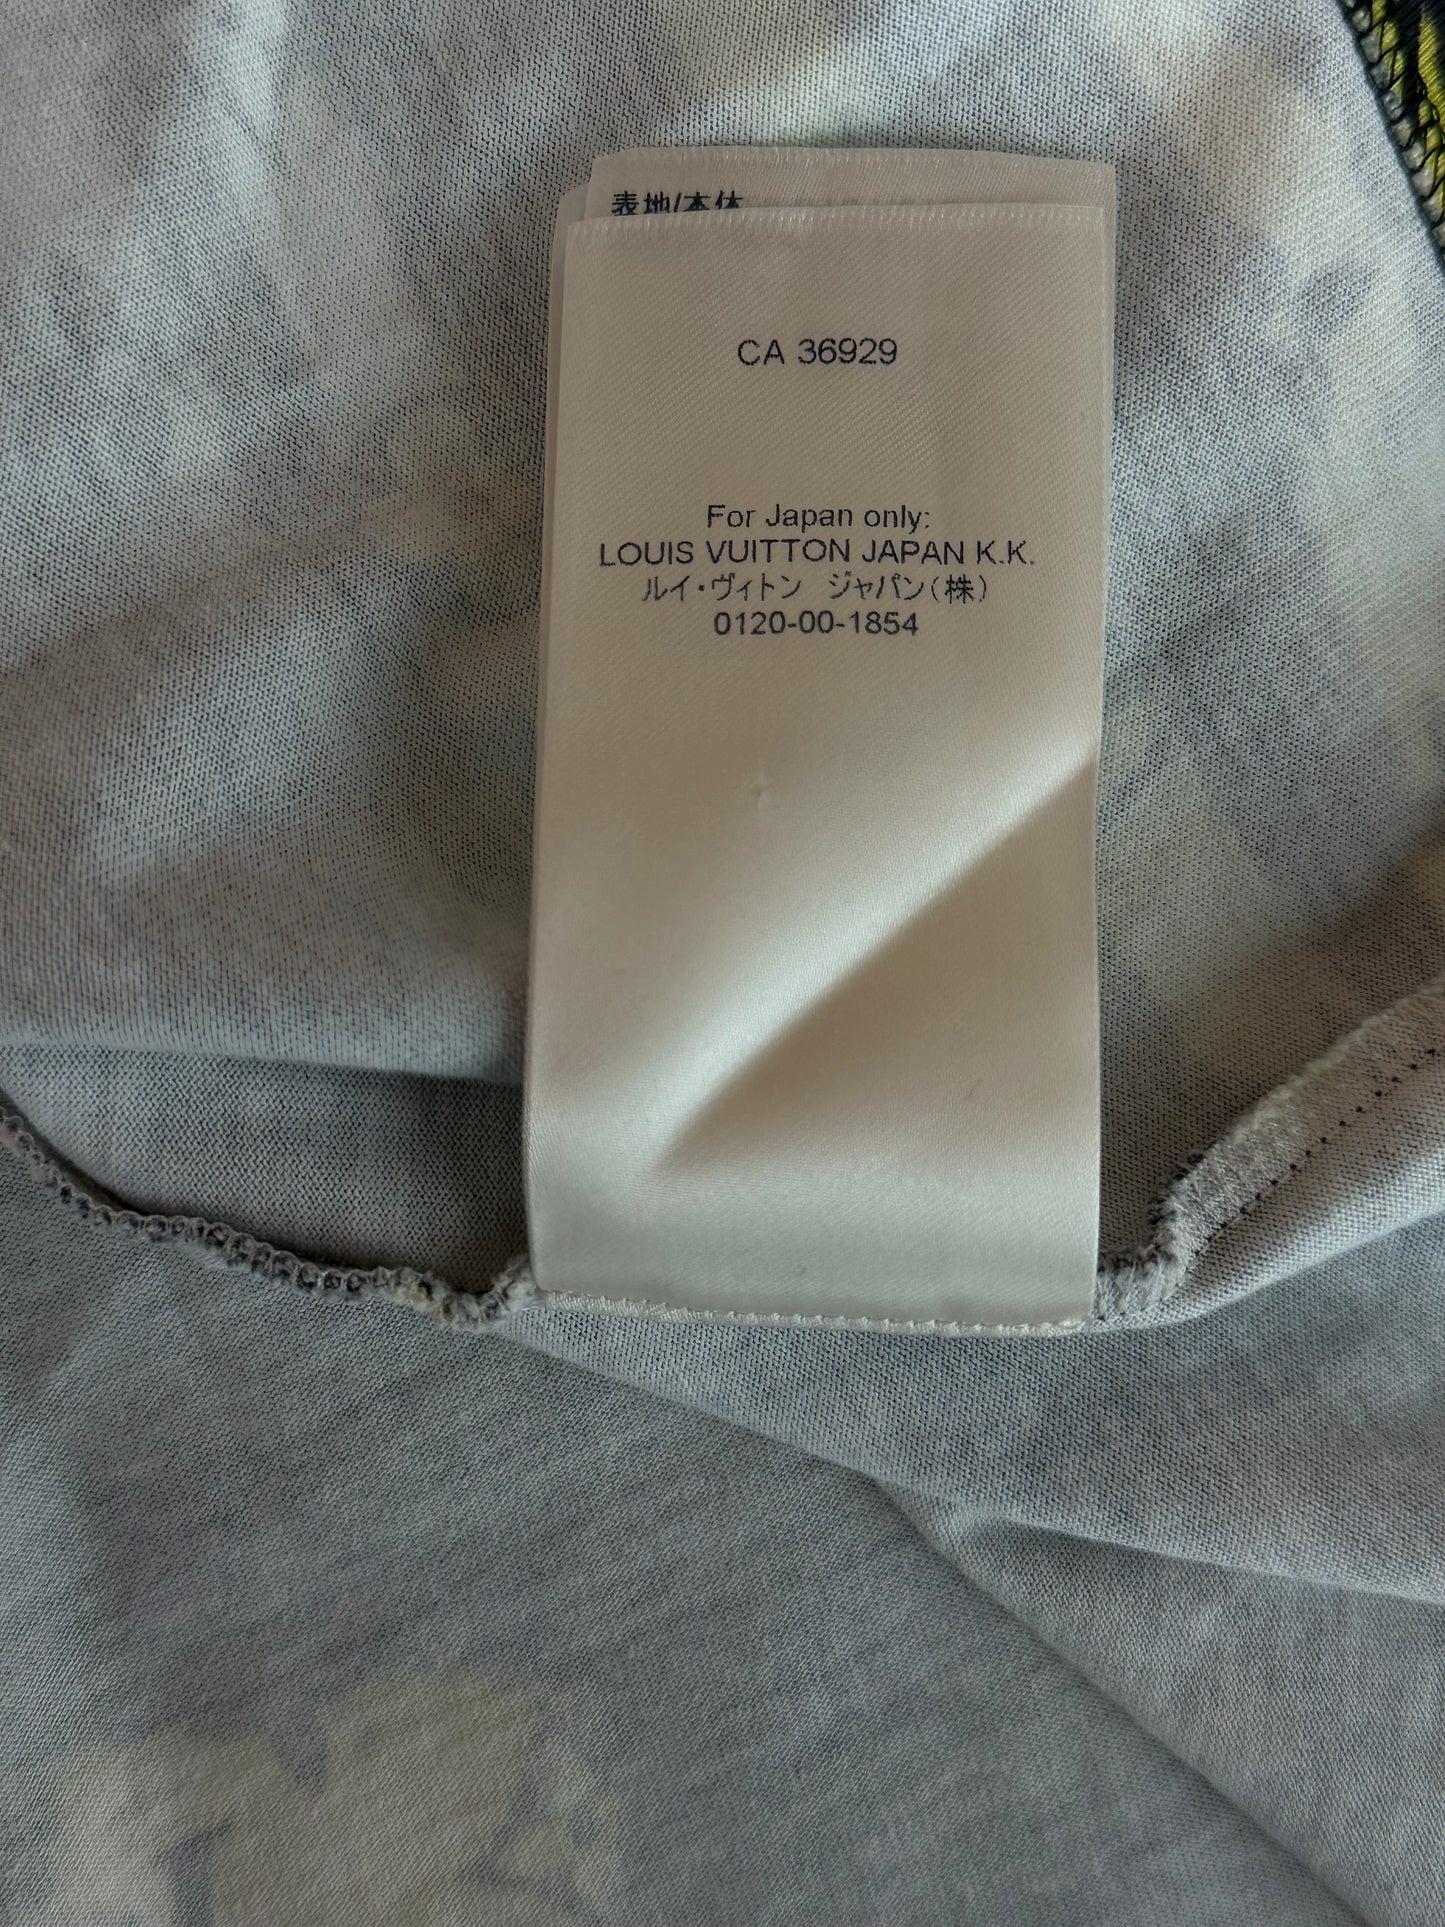 表地/本体
CA 36929
For Japan only:
LOUIS VUITTON JAPAN K.K.
ルイ・ヴィトン ジャパン(株)
0120-00-1854